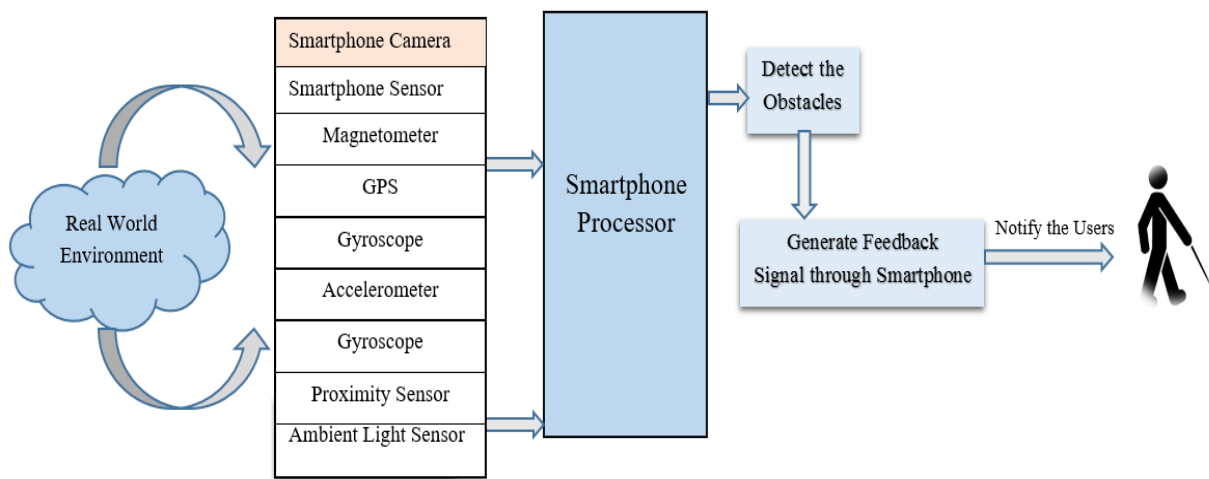 Real World
Environment
Smartphone Camera
Smartphone Sensor
Magnetometer
GPS
Gyroscope
Accelerometer
Gyroscope
Proximity Sensor
Ambient Light Sensor
Smartphone
Processor
Detect the
Obstacles
Generate Feedback
Signal through Smartphone
Notify the Users